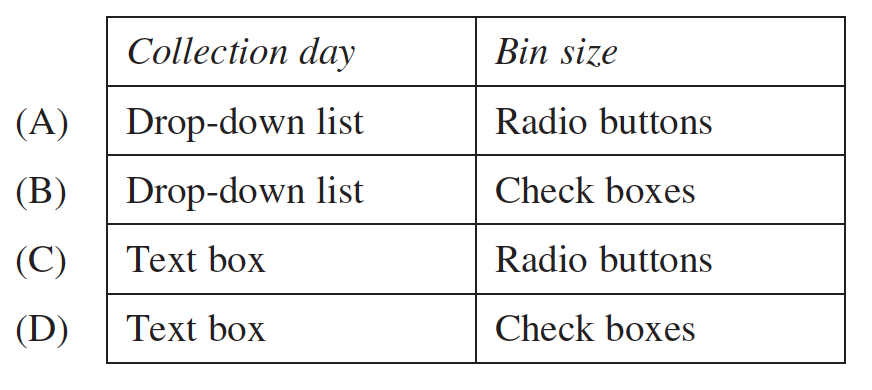 Collection day Bin size
(A) Drop-down list Radio buttons
(B) Drop-down list Check boxes
(C) Text box Radio buttons
(D) Text box Check boxes